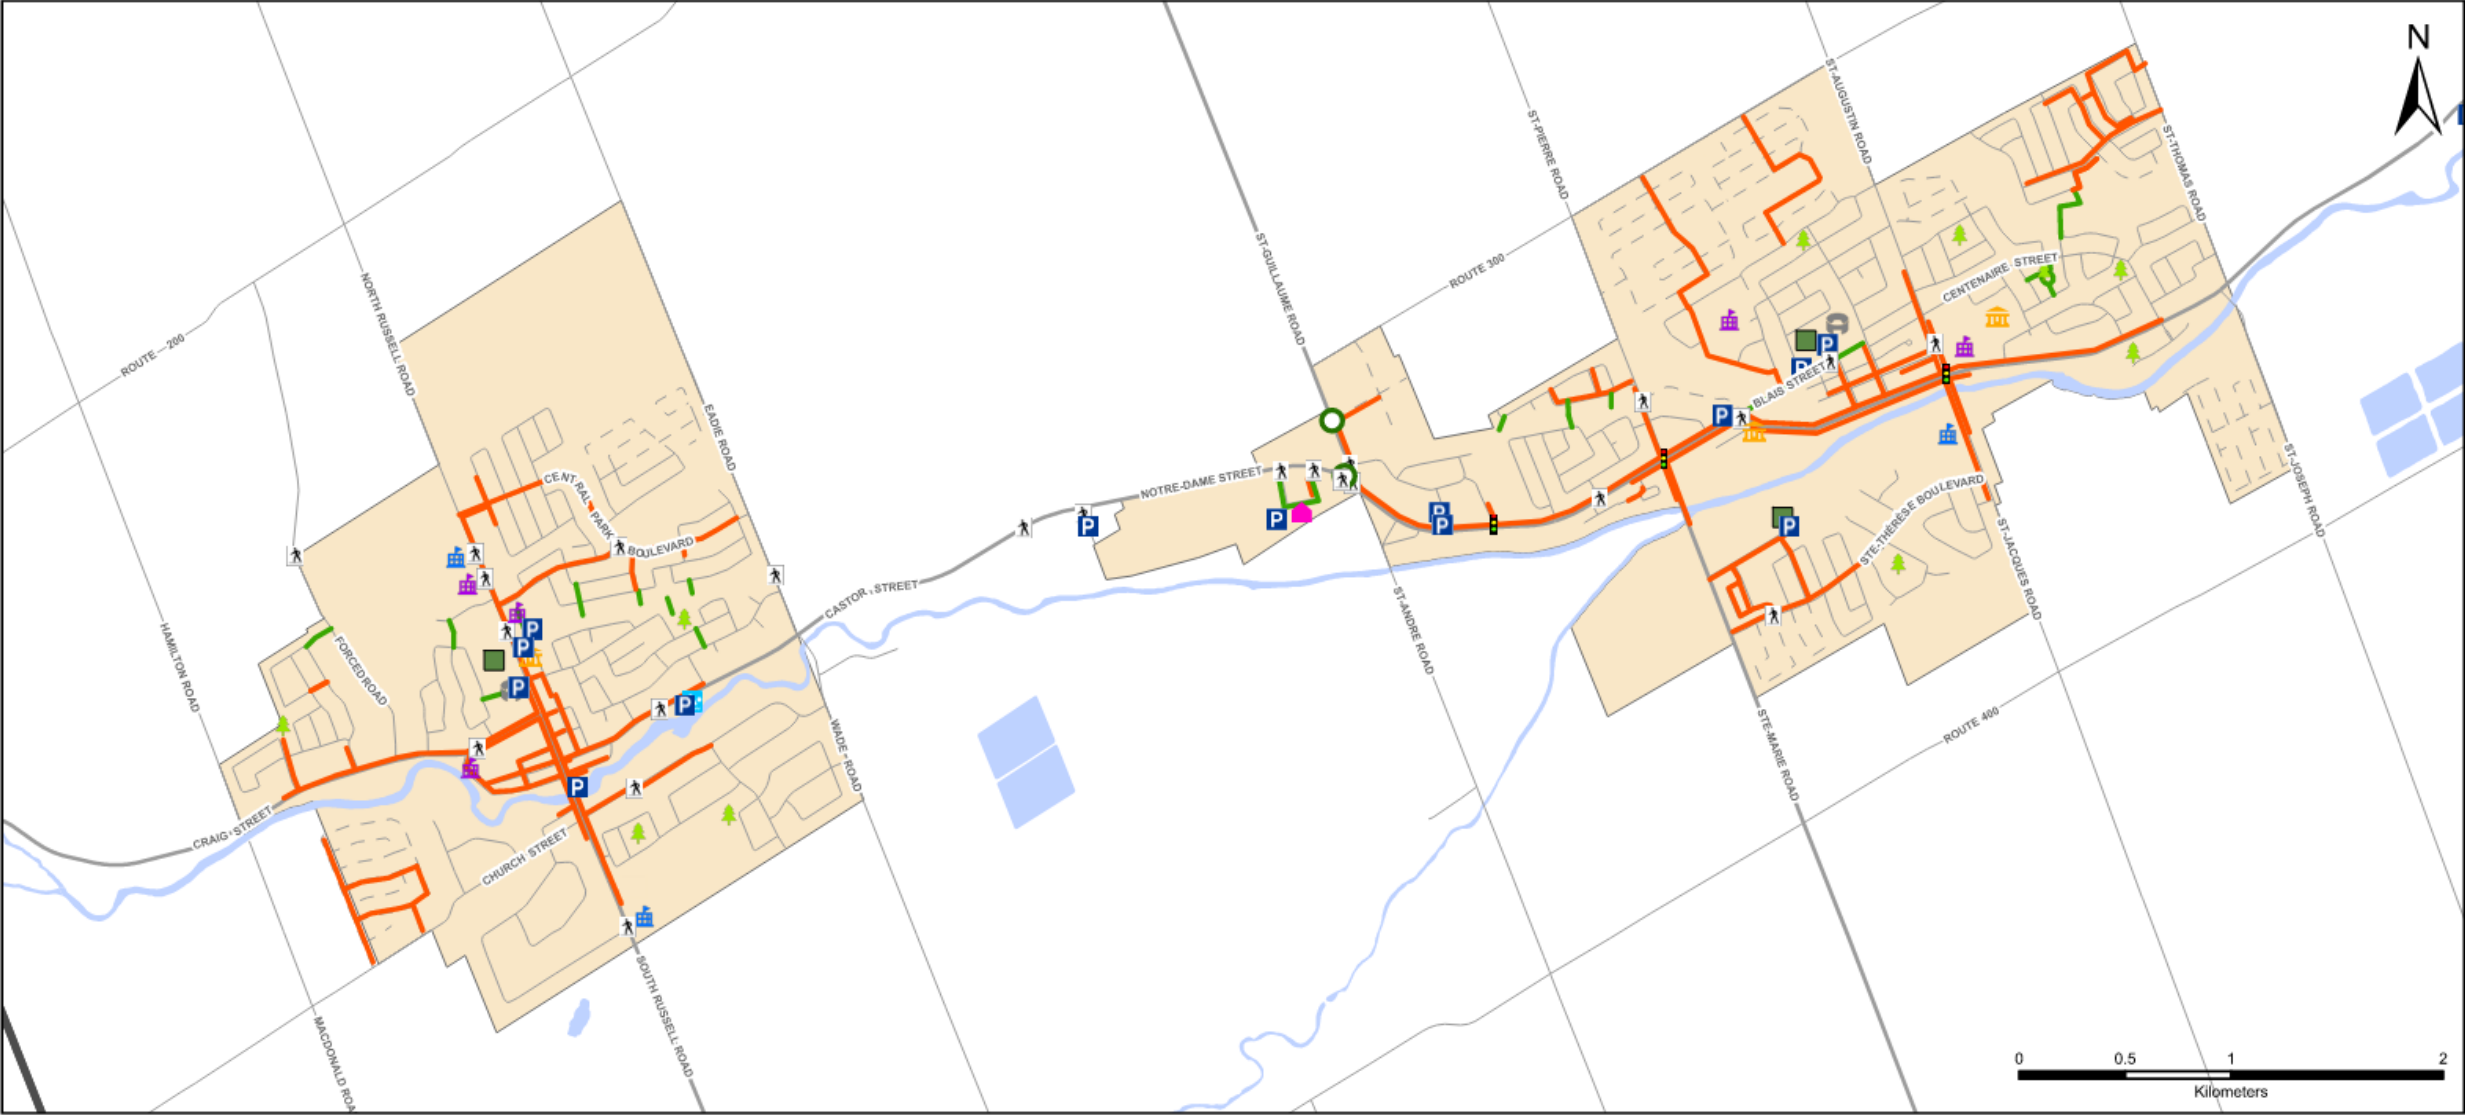 N
ST-AUGUSTIN ROAD
ST-PIERRE ROAD
ST-THOMAS ROAD
ST-GUILLAUME ROAD
ROUTE 300
CENTENAIRE STREET
NORTH RUSSELL ROAD
ROUTE 200
P
P
BLAIS STREET
EADIE ROAD
P
CENTRAL PARK BOULEVARD
NOTRE-DAME STREET
ST-JOSEPH ROAD
STE-THÉRÈSE BOULEVARD
P
P
P
P
P
ST-JACQUES ROAD
CASTOR STREET
ST-ANDRE ROAD
HAMILTON ROAD
FORCED ROAD
P
P
P
P
WADE ROAD
STE-MARIE ROAD
ROUTE 400
P
CRAIG STREET
CHURCH STREET
SOUTH RUSSELL ROAD
MACDONALD ROA
0 0.5 1 2
Kilometers